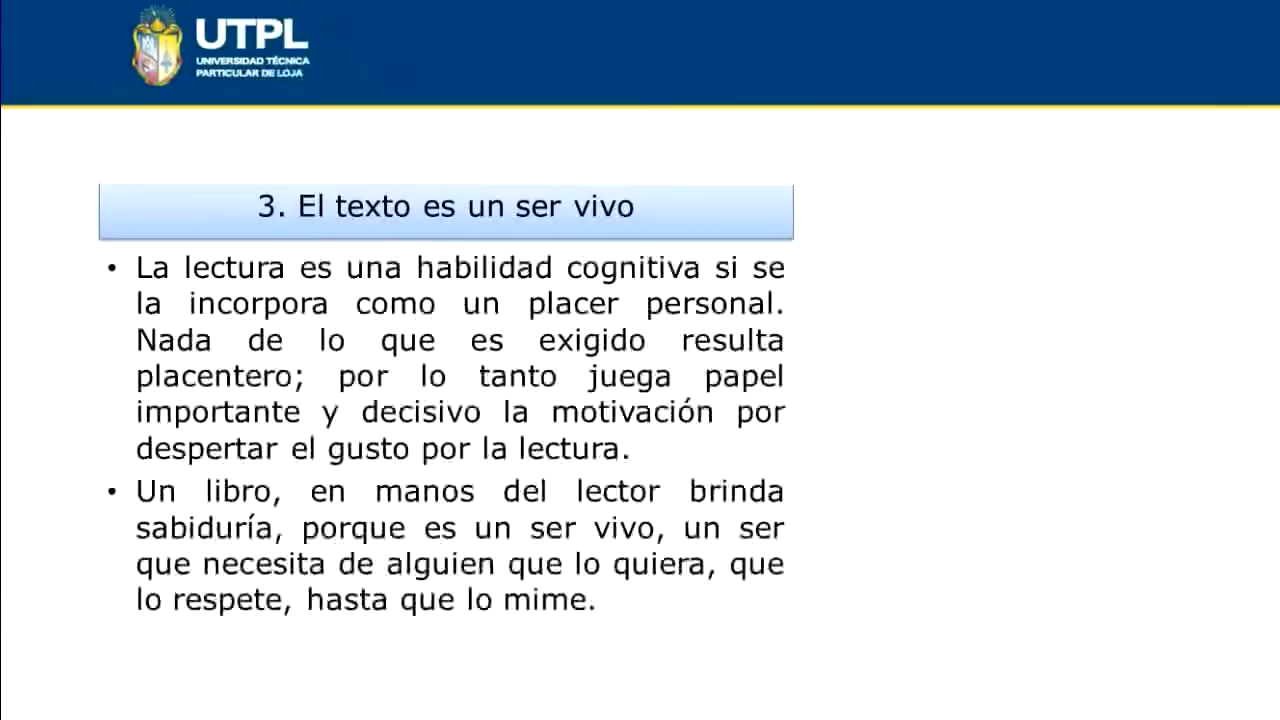 UTPL
UNIVERSIDAD TÉCNICA
PARTICULAR DE LOJA
3. El texto es un ser vivo
• La lectura es una habilidad cognitiva si se
la incorpora como un placer personal.
Nada de lo que es exigido resulta
placentero; por lo tanto juega papel
importante y decisivo la motivación por
despertar el gusto por la lectura.
• Un libro, en manos del lector brinda
sabiduría, porque es un ser vivo, un ser
que necesita de alguien que lo quiera, que
lo respete, hasta que lo mime.